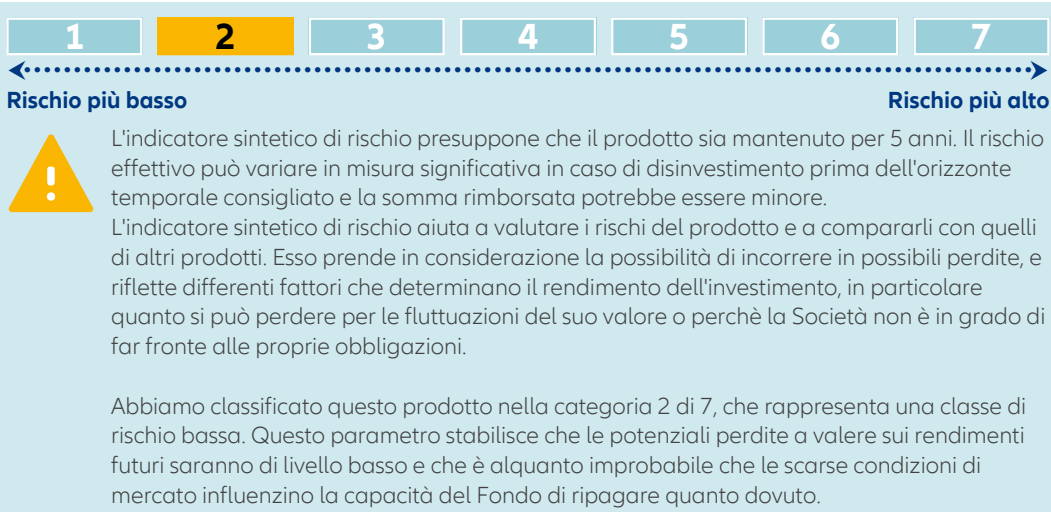 1 2 3 4 5 6 7
Rischio più basso Rischio più alto
L'indicatore sintetico di rischio presuppone che il prodotto sia mantenuto per 5 anni. Il rischio
effettivo può variare in misura significativa in caso di disinvestimento prima dell'orizzonte
temporale consigliato e la somma rimborsata potrebbe essere minore.
L'indicatore sintetico di rischio aiuta a valutare i rischi del prodotto e a compararli con quelli
di altri prodotti. Esso prende in considerazione la possibilità di incorrere in possibili perdite, e
riflette differenti fattori che determinano il rendimento dell'investimento, in particolare
quanto si può perdere per le fluttuazioni del suo valore o perchè la Società non è in grado di
far fronte alle proprie obbligazioni.
Abbiamo classificato questo prodotto nella categoria 2 di 7, che rappresenta una classe di
rischio bassa. Questo parametro stabilisce che le potenziali perdite a valere sui rendimenti
futuri saranno di livello basso e che è alquanto improbabile che le scarse condizioni di
mercato influenzino la capacità del Fondo di ripagare quanto dovuto.